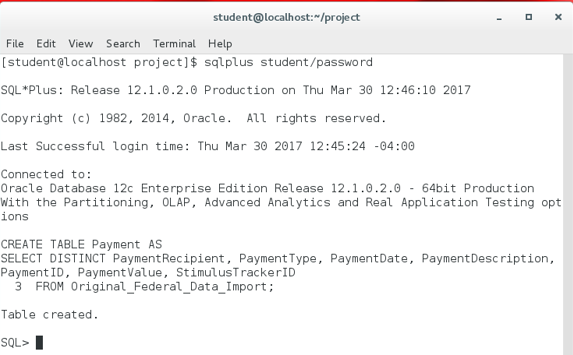 student@localhost:~/project
File Edit View Search Terminal Help
[student@localhost project]$ sqlplus student/password
SQL*Plus: Release 12.1.0.2.0 Production on Thu Mar 30 12:46:10 2017
Copyright (c) 1982, 2014, Oracle.  All rights reserved.
Last Successful login time: Thu Mar 30 2017 12:45:24 -04:00
Connected to:
Oracle Database 12c Enterprise Edition Release 12.1.0.2.0 - 64bit Production
With the Partitioning, OLAP, Advanced Analytics and Real Application Testing opt
ions
CREATE TABLE Payment AS
SELECT DISTINCT PaymentRecipient, PaymentType, PaymentDate, PaymentDescription,
PaymentID, PaymentValue, StimulusTrackerID
  3  FROM Original_Federal_Data_Import;
Table created.
SQL>